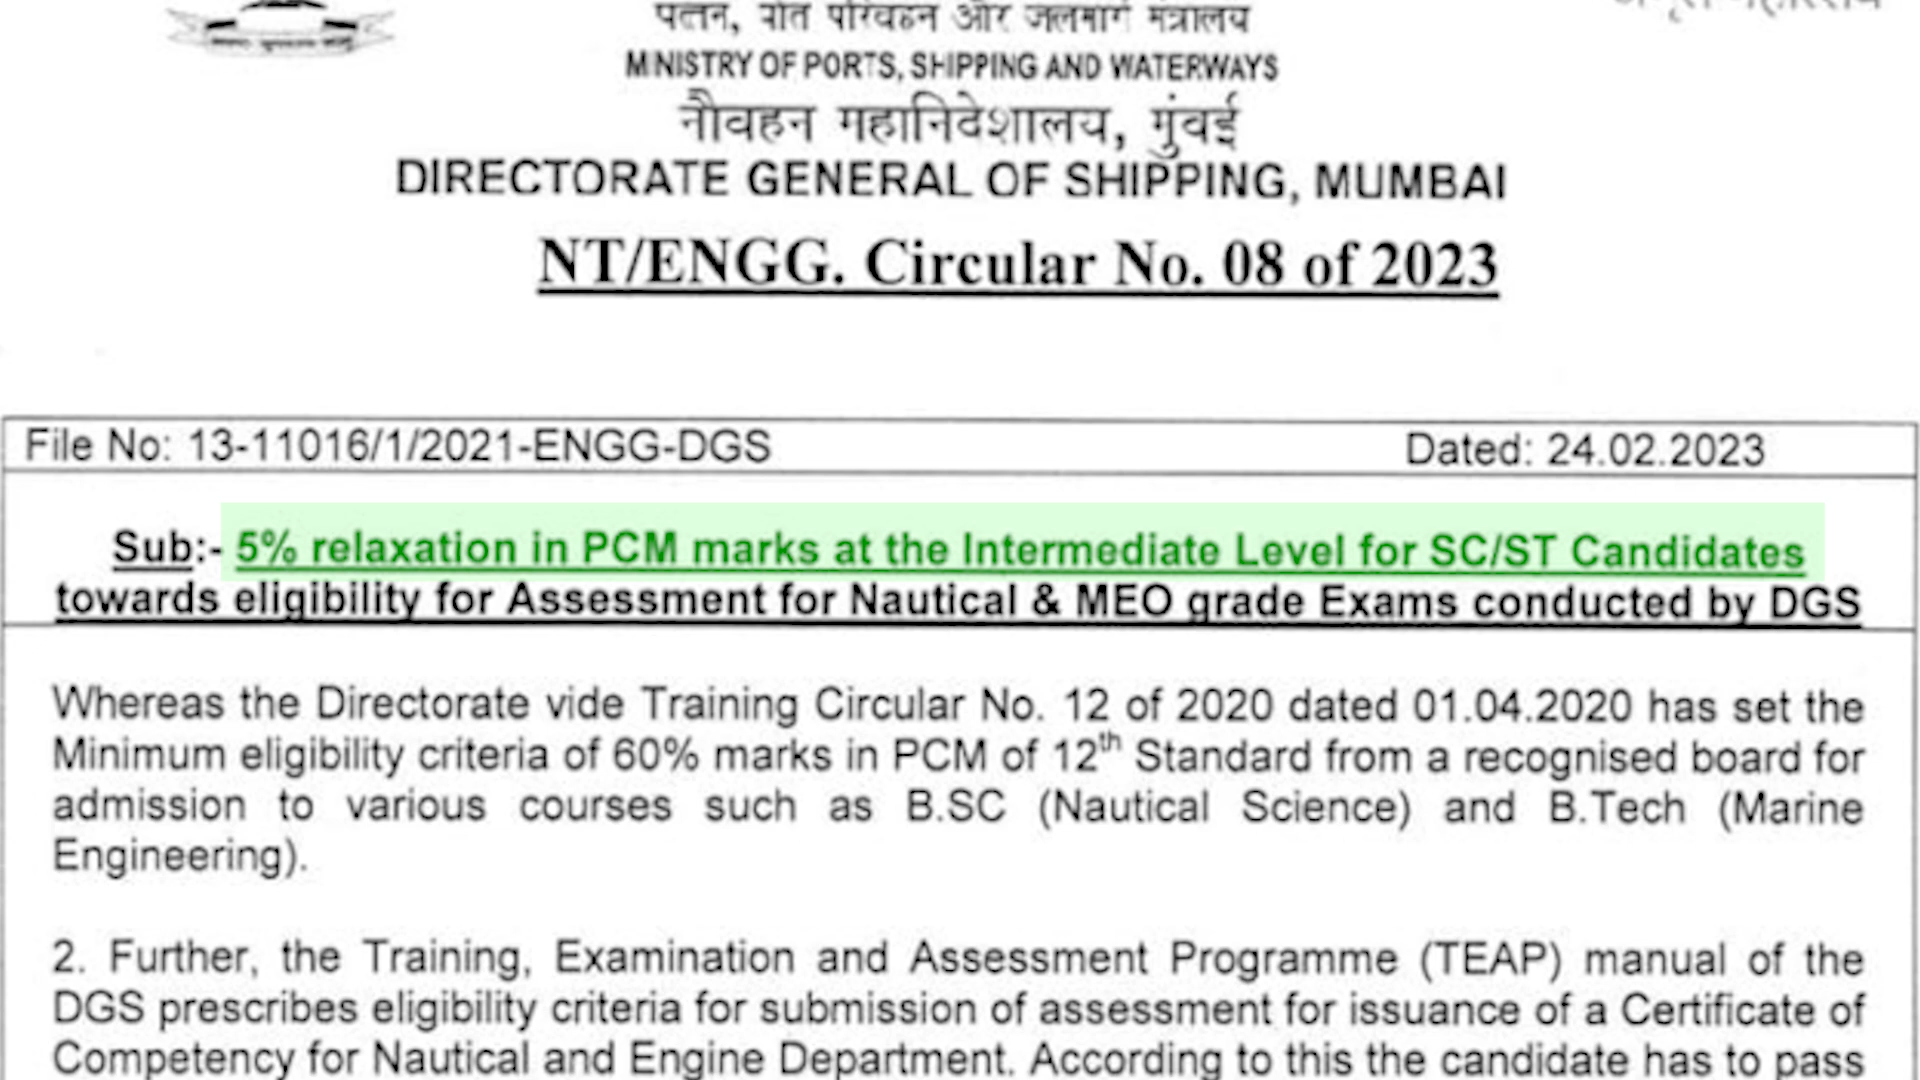 पत्तन, पोत परिवहन और जलमार्ग मंत्रालय
MINISTRY OF PORTS, SHIPPING AND WATERWAYS
नौवहन महानिदेशालय, मुंबई
DIRECTORATE GENERAL OF SHIPPING, MUMBAI
NT/ENGG. Circular No. 08 of 2023
File No: 13-11016/1/2021-ENGG-DGS Dated: 24.02.2023
Sub:- 5% relaxation in PCM marks at the Intermediate Level for SC/ST Candidates
towards eligibility for Assessment for Nautical & MEO grade Exams conducted by DGS
Whereas the Directorate vide Training Circular No. 12 of 2020 dated 01.04.2020 has set the
Minimum eligibility criteria of 60% marks in PCM of 12th Standard from a recognised board for
admission to various courses such as B.SC (Nautical Science) and B.Tech (Marine
Engineering).
2. Further, the Training, Examination and Assessment Programme (TEAP) manual of the
DGS prescribes eligibility criteria for submission of assessment for issuance of a Certificate of
Competency for Nautical and Engine Department. According to this the candidate has to pass